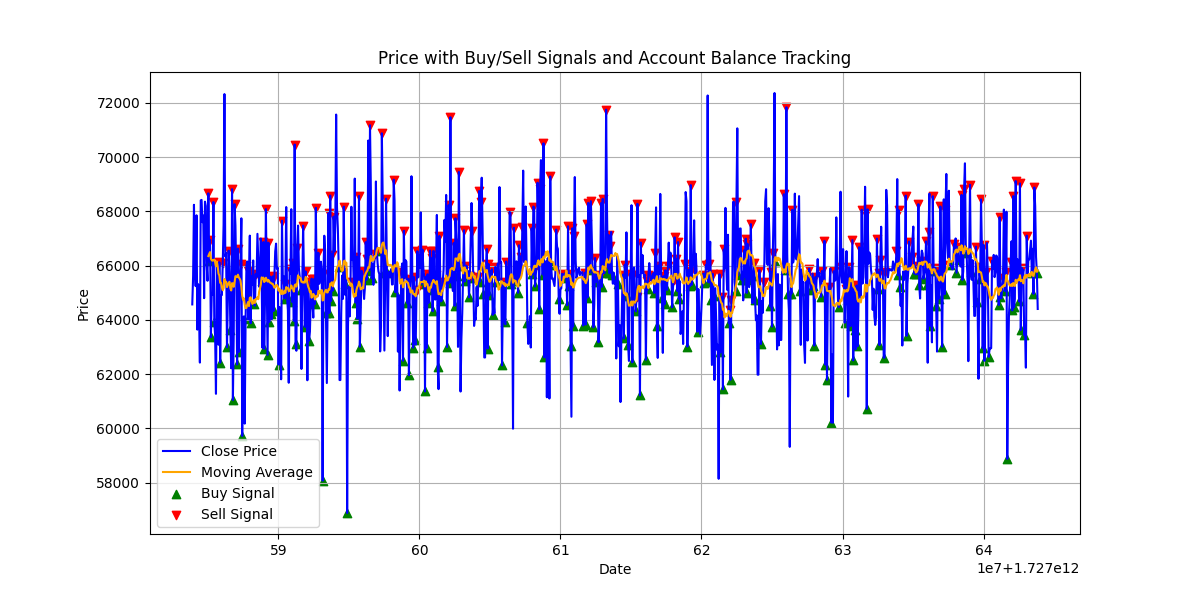 Price with Buy/Sell Signals and Account Balance Tracking
72000
70000
68000
66000
64000
62000
60000
58000
Price
Close Price
Moving Average
Buy Signal
Sell Signal
59 60 61 62 63 64
1e7+1.727e12
Date